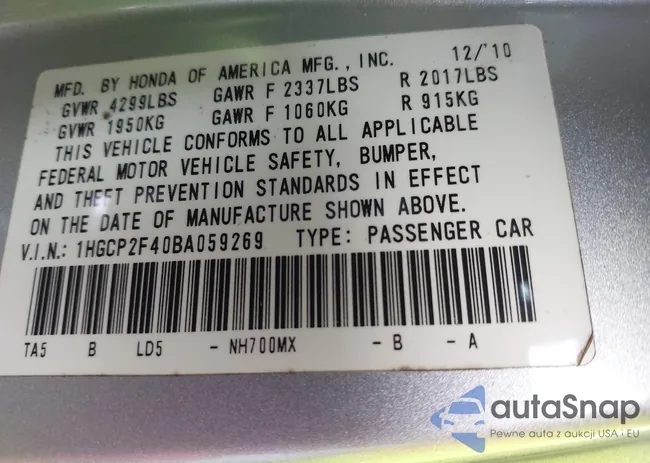 MFD. BY HONDA OF AMERICA MFG., INC. 12/'10
GVWR 4299LBS GAWR F 2337LBS R 2017LBS
GVWR 1950KG GAWR F 1060KG R 915KG
THIS VEHICLE CONFORMS TO ALL APPLICABLE
FEDERAL MOTOR VEHICLE SAFETY, BUMPER,
AND THEFT PREVENTION STANDARDS IN EFFECT
ON THE DATE OF MANUFACTURE SHOWN ABOVE.
V.I.N.: 1HGCP2F40BA059269 TYPE: PASSENGER CAR
TA5 B LD5 - NH700MX - B - A
autaSnap
Pewne auta z aukcji USA i EU